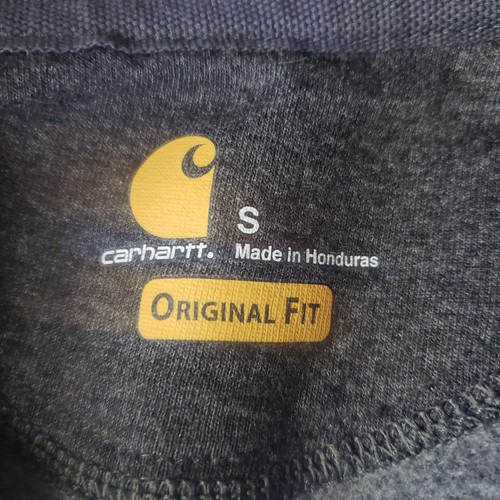 S
carhartt.
Made in Honduras
ORIGINAL FIT